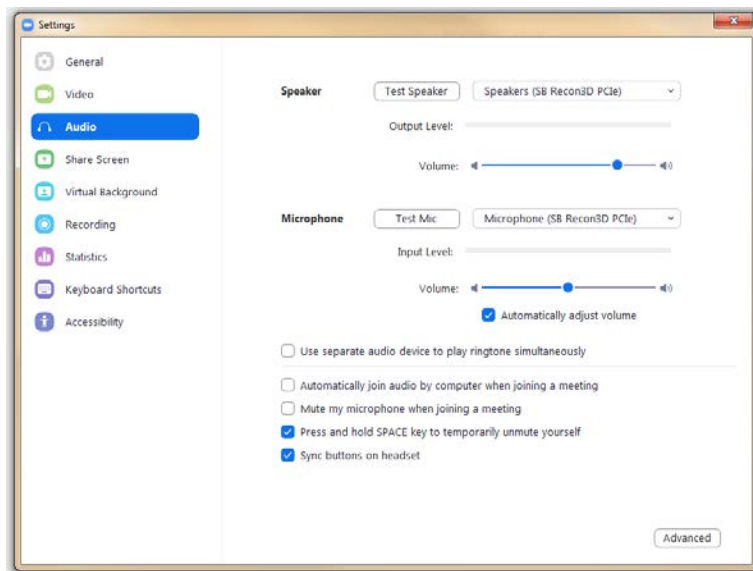 Settings
General
Video
Audio
Share Screen
Virtual Background
Recording
Statistics
Keyboard Shortcuts
Accessibility
Speaker Test Speaker Speakers (SB Recon3D PCIe)
Output Level:
Volume:
Microphone Test Mic Microphone (SB Recon3D PCIe)
Input Level:
Volume:
Automatically adjust volume
Use separate audio device to play ringtone simultaneously
Automatically join audio by computer when joining a meeting
Mute my microphone when joining a meeting
Press and hold SPACE key to temporarily unmute yourself
Sync buttons on headset
Advanced